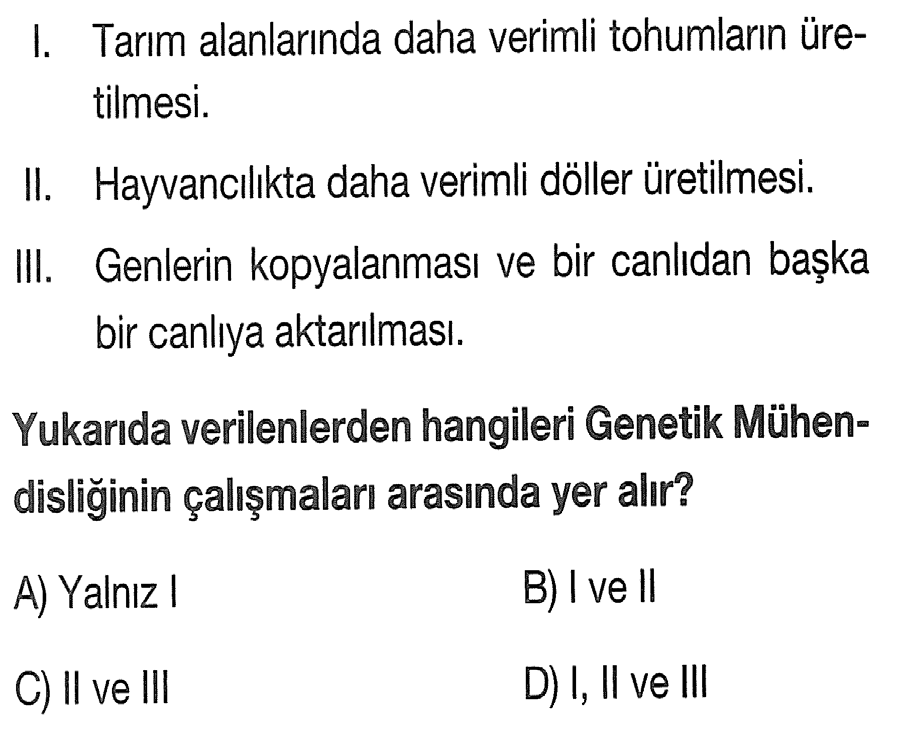 I. Tarım alanlarında daha verimli tohumların üre-
tilmesi.
II. Hayvancılıkta daha verimli döller üretilmesi.
III. Genlerin kopyalanması ve bir canlıdan başka
bir canlıya aktarılması.
Yukarıda verilenlerden hangileri Genetik Mühen-
disliğinin çalışmaları arasında yer alır?
A) Yalnız I B) I ve II
C) II ve III D) I, II ve III